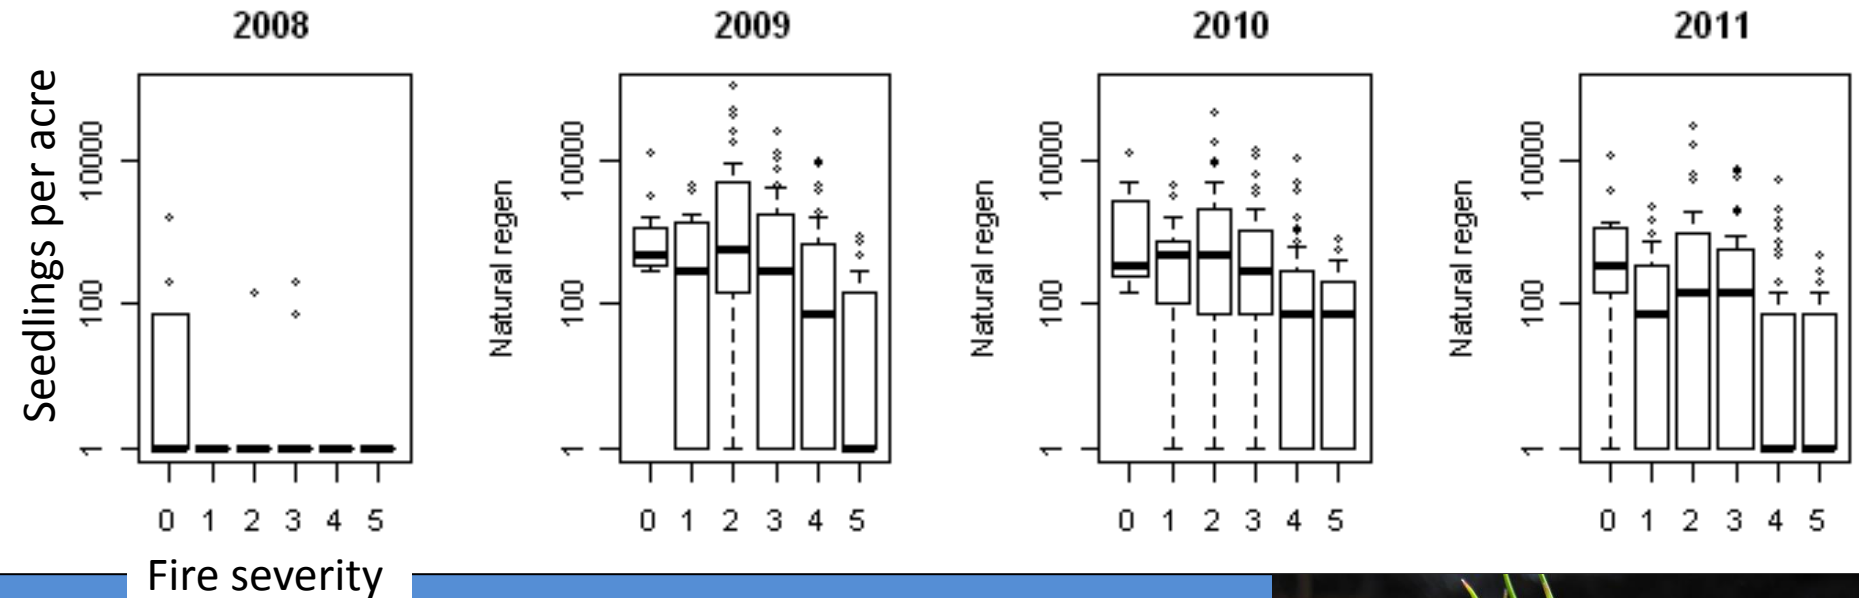 2008
Seedlings per acre
1 100 10000
0 1 2 3 4 5
Fire severity
2009
Natural regen
1 100 10000
0 1 2 3 4 5
2010
Natural regen
1 100 10000
0 1 2 3 4 5
2011
Natural regen
1 100 10000
0 1 2 3 4 5